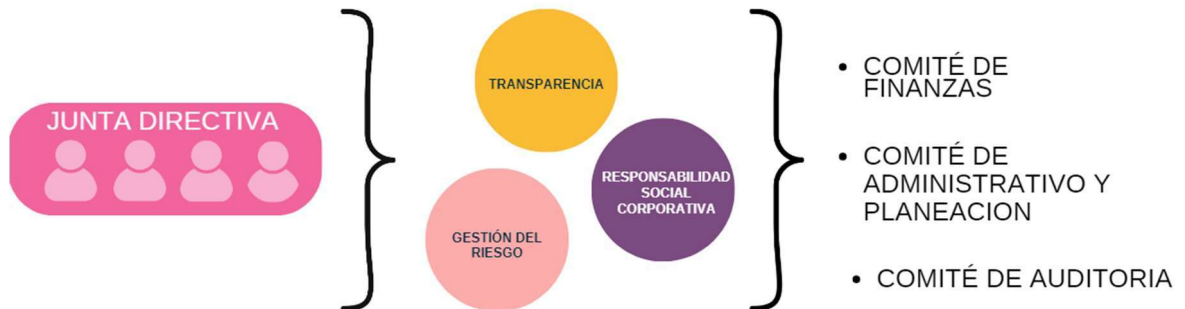 JUNTA DIRECTIVA
TRANSPARENCIA
RESPONSABILIDAD
SOCIAL
CORPORATIVA
GESTIÓN DEL
RIESGO
• COMITÉ DE
FINANZAS
• COMITÉ DE
ADMINISTRATIVO Y
PLANEACION
• COMITÉ DE AUDITORIA